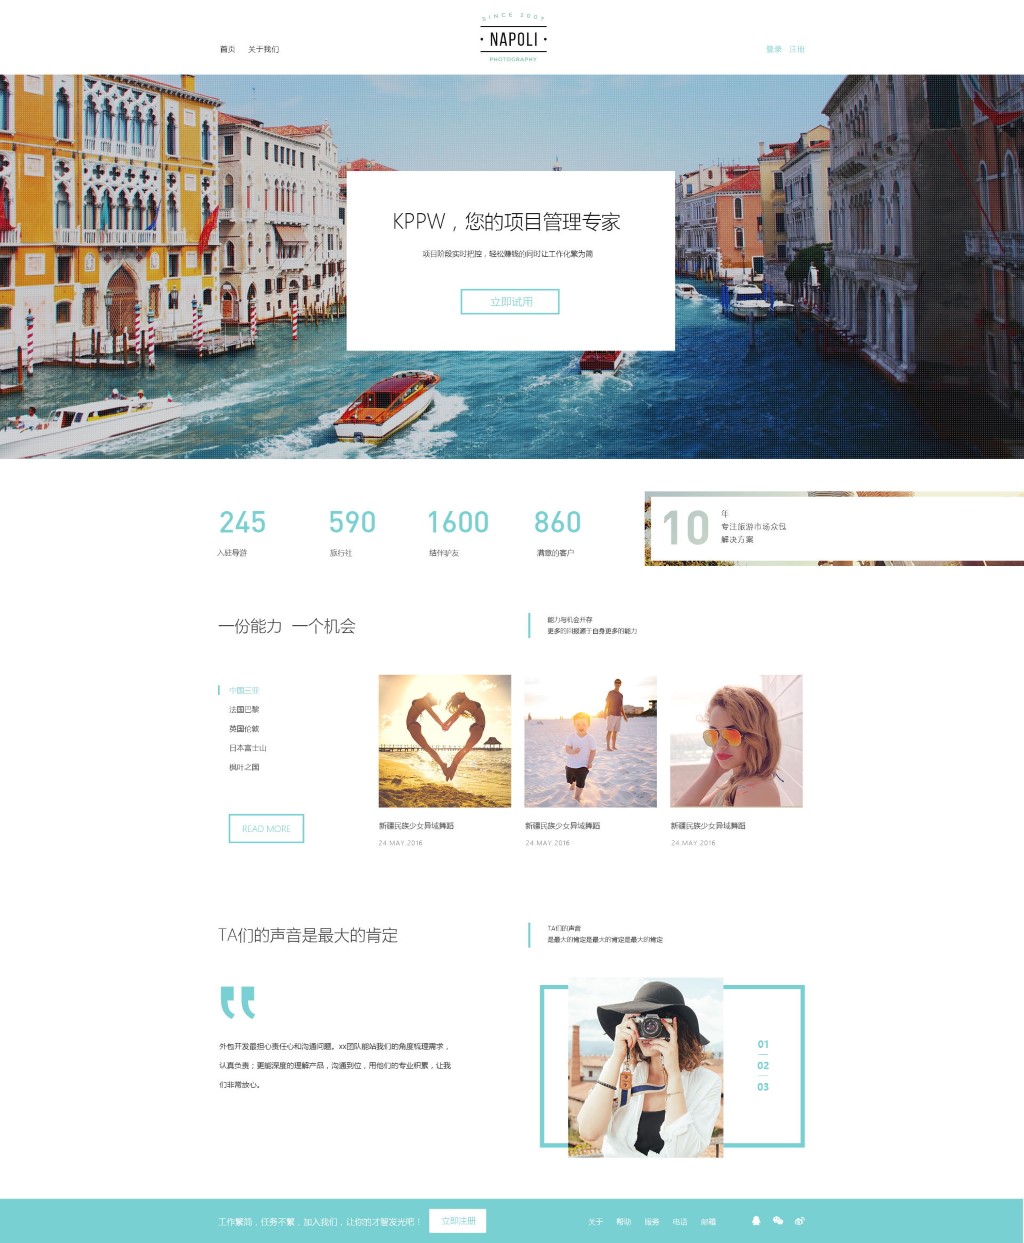 SINCE 2007
NAPOLI
PHOTOGRAPHY
首页 关于我们
登录 注册
KPPW，您的项目管理专家
项目阶段实时把控，轻松赚钱的同时让工作化繁为简
立即试用
245 590 1600 860
入驻导游 旅行社 结伴驴友 满意的客户
10 年
专注旅游市场众包
解决方案
一份能力 一个机会
能力与机会并存
更多的问题源于自身更多的能力
中国三亚
法国巴黎
英国伦敦
日本富士山
枫叶之国
READ MORE
新疆民族少女异域舞蹈 新疆民族少女异域舞蹈 新疆民族少女异域舞蹈
24.MAY.2016 24.MAY.2016 24.MAY.2016
TA们的声音是最大的肯定
TA们的声音
是最大的肯定是最大的肯定是最大的肯定
外包开发最担心责任心和沟通问题。xx团队能站我们的角度梳理需求，
认真负责；更能深度的理解产品，沟通到位，用他们的专业积累，让我
们非常放心。
01
02
03
工作繁简，任务不繁，加入我们，让你的才智发光吧！ 立即注册
关于 帮助 服务 电话 邮箱